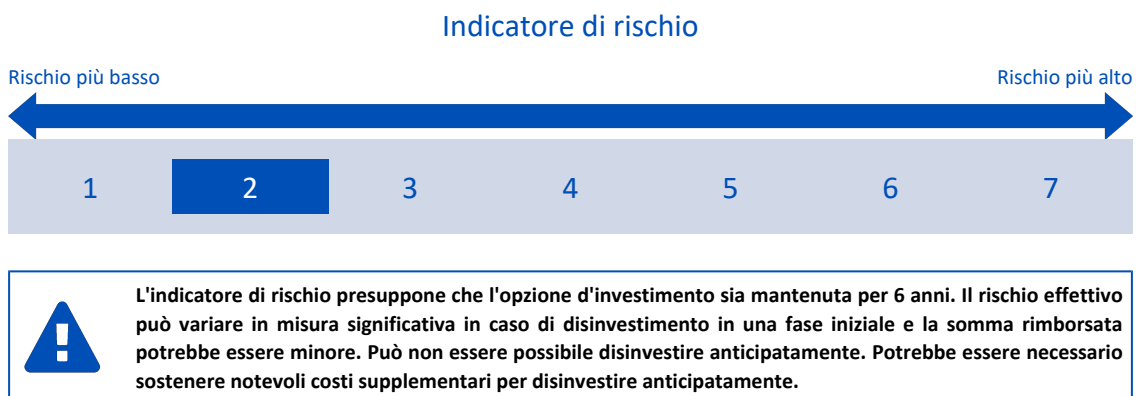 Indicatore di rischio
Rischio più basso Rischio più alto
1 2 3 4 5 6 7
L'indicatore di rischio presuppone che l'opzione d'investimento sia mantenuta per 6 anni. Il rischio effettivo
può variare in misura significativa in caso di disinvestimento in una fase iniziale e la somma rimborsata
potrebbe essere minore. Può non essere possibile disinvestire anticipatamente. Potrebbe essere necessario
sostenere notevoli costi supplementari per disinvestire anticipatamente.